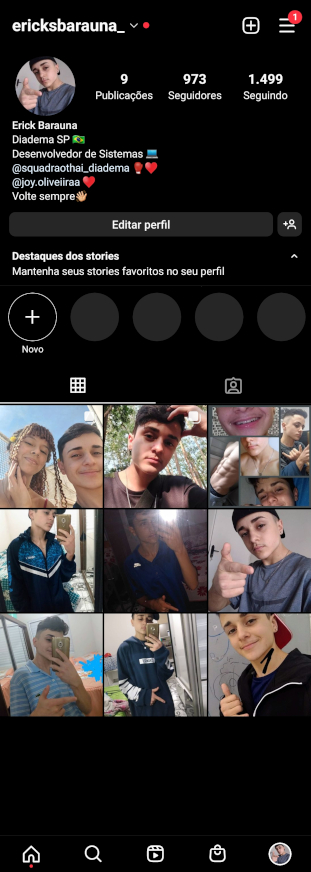 ericksbarauna_
1
9
973
1.499
Publicações
Seguidores
Seguindo
Erick Barauna
Diadema SP 🇧🇷
Desenvolvedor de Sistemas 💻
@squadraothai_diadema 🥊❤️
@joy.oliveiiraa ❤️
Volte sempre👋🏼
Editar perfil
Destaques dos stories
Mantenha seus stories favoritos no seu perfil
Novo